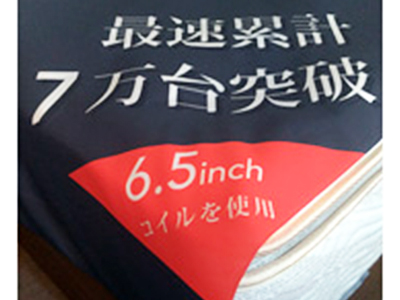 最速累計
7万台突破
6.5inch
コイルを使用